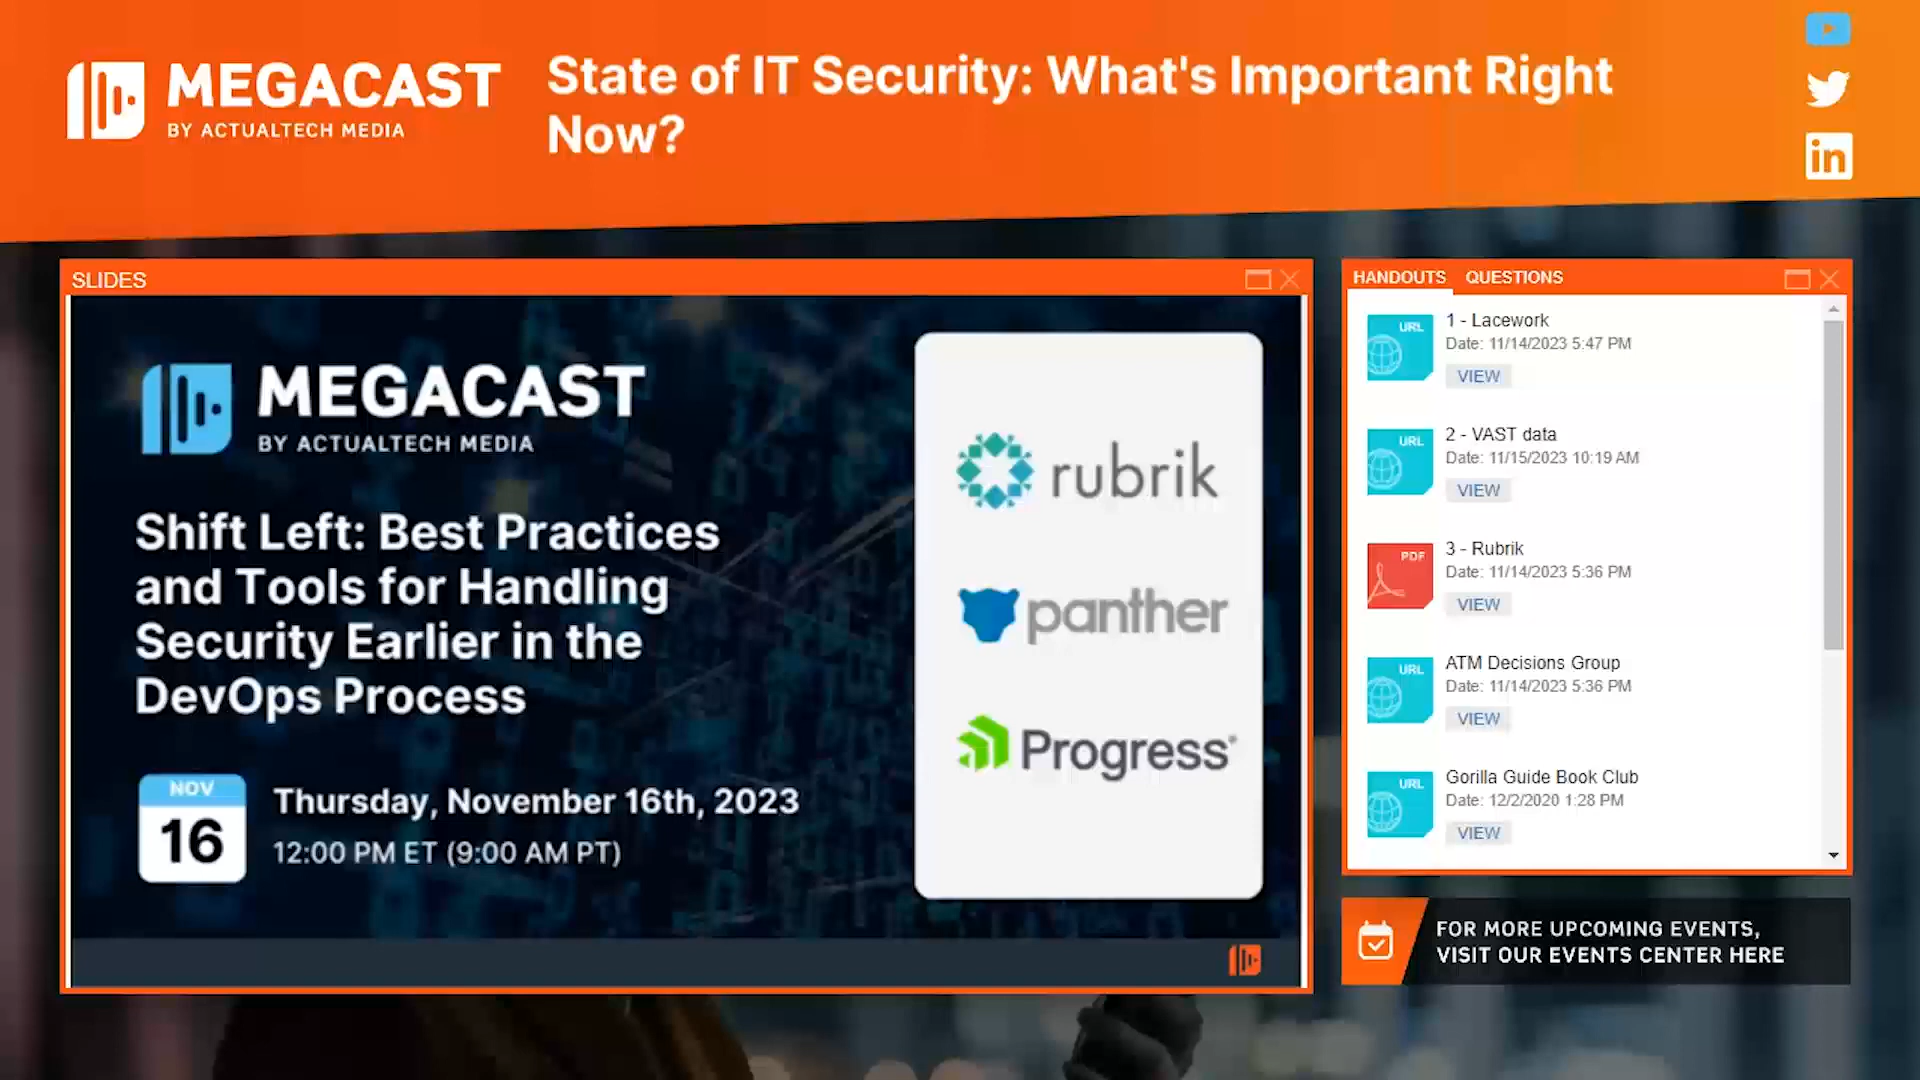 MEGACAST
BY ACTUALTECH MEDIA
State of IT Security: What's Important Right
Now?
in
SLIDES
MEGACAST
BY ACTUALTECH MEDIA
Shift Left: Best Practices
and Tools for Handling
Security Earlier in the
DevOps Process
NOV
16
Thursday, November 16th, 2023
12:00 PM ET (9:00 AM PT)
rubrik
panther
Progress®
HANDOUTS QUESTIONS
URL
1 - Lacework
Date: 11/14/2023 5:47 PM
VIEW
URL
2 - VAST data
Date: 11/15/2023 10:19 AM
VIEW
PDF
3 - Rubrik
Date: 11/14/2023 5:36 PM
VIEW
URL
ATM Decisions Group
Date: 11/14/2023 5:36 PM
VIEW
URL
Gorilla Guide Book Club
Date: 12/2/2020 1:28 PM
VIEW
FOR MORE UPCOMING EVENTS,
VISIT OUR EVENTS CENTER HERE